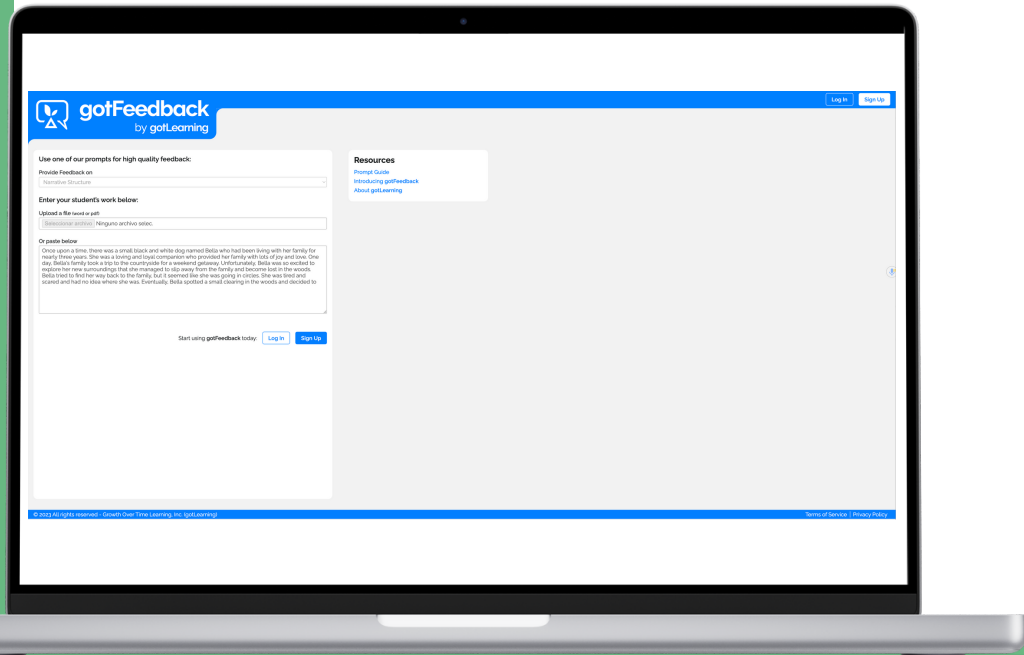 gotFeedback
by gotLearning
Log In
Sign Up
Use one of our prompts for high quality feedback:
Provide Feedback on
Narrative Structure
Enter your student's work below:
Upload a file (word or pdf):
Seleccionar archivo Ninguno archivo selec.
Or paste below
Once upon a time, there was a small black and white dog named Bella who had been living with her family for
nearly three years. She was a loving and loyal companion who provided her family with lots of joy and love. One
day, Bella's family took a trip to the countryside for a weekend getaway. Unfortunately, Bella was so excited to
explore her new surroundings that she managed to slip away from the family and become lost in the woods.
Bella tried to find her way back to the family, but it seemed like she was going in circles. She was tired and
scared and had no idea where she was. Eventually, Bella spotted a small clearing in the woods and decided to
Start using gotFeedback today: Log In Sign Up
Resources
Prompt Guide
Introducing gotFeedback
About gotLearning
© 2023 All rights reserved - Growth Over Time Learning, Inc. (gotLearning)
Terms of Service | Privacy Policy